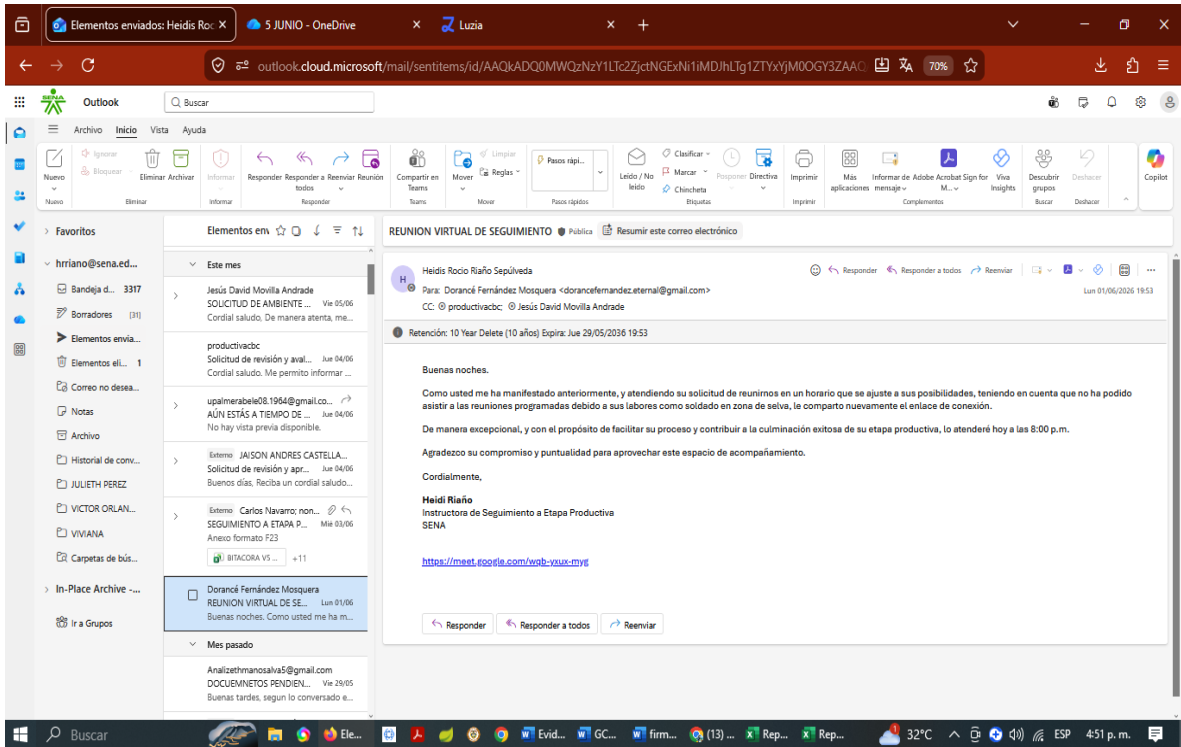 Elementos enviados: Heidis Roc
5 JUNIO - OneDrive
Luzia
outlook.cloud.microsoft/mail/sentitems/id/
70%
SENA
Outlook
Buscar
Archivo Inicio Vista Ayuda
Nuevo
Ignorar
Bloquear
Eliminar Archivar
Informar
Responder Responder a todos Reenviar Reunión
Compartir en Teams
Mover
Limpiar
Reglas
Pasos rápi...
Leído / No leído
Clasificar
Marcar
Chincheta
Posponer Directiva
Imprimir
Más aplicaciones
Informar de mensaje
Adobe Acrobat Sign for M...
Viva Insights
Descubrir grupos
Deshacer
Copilot
Nuevo Eliminar Informar Responder Teams Mover Pasos rápidos Etiquetas Imprimir Complementos Buscar Deshacer
Favoritos
hrriano@sena.ed...
Bandeja d... 3317
Borradores [31]
Elementos envia...
Elementos eli... 1
Correo no desea...
Notas
Archivo
Historial de conv...
JULIETH PEREZ
VICTOR ORLAN...
VIVIANA
Carpetas de bús...
In-Place Archive -...
Ir a Grupos
Elementos env
Este mes
Jesús David Movilla Andrade
SOLICITUD DE AMBIENTE ... Vie 05/06
Cordial saludo, De manera atenta, me...
productivacbc
Solicitud de revisión y aval... Jue 04/06
Cordial saludo. Me permito informar ...
upalmerabele08.1964@gmail.co...
AÚN ESTÁS A TIEMPO DE ... Jue 04/06
No hay vista previa disponible.
Externo JAISON ANDRES CASTELLA...
Solicitud de revisión y apr... Jue 04/06
Buenos días, Reciba un cordial saludo...
Externo Carlos Navarro; non...
SEGUIMIENTO A ETAPA P... Mié 03/06
Anexo formato F23
BITACORA V5 ... +11
Dorancé Fernández Mosquera
REUNION VIRTUAL DE SE... Lun 01/06
Buenas noches. Como usted me ha m...
Mes pasado
Analizethmanosalva5@gmail.com
DOCUEMNETOS PENDIEN... Vie 29/05
Buenas tardes, segun lo conversado e...
REUNION VIRTUAL DE SEGUIMIENTO Pública Resumir este correo electrónico
H
Heidis Rocio Riaño Sepúlveda
Responder Responder a todos Reenviar
Para: Dorancé Fernández Mosquera <dorancefernandez.eternal@gmail.com>
Lun 01/06/2026 19:53
CC: productivacbc; Jesús David Movilla Andrade
Retención: 10 Year Delete (10 años) Expira: Jue 29/05/2036 19:53
Buenas noches.
Como usted me ha manifestado anteriormente, y atendiendo su solicitud de reunirnos en un horario que se ajuste a sus posibilidades, teniendo en cuenta que no ha podido
asistir a las reuniones programadas debido a sus labores como soldado en zona de selva, le comparto nuevamente el enlace de conexión.
De manera excepcional, y con el propósito de facilitar su proceso y contribuir a la culminación exitosa de su etapa productiva, lo atenderé hoy a las 8:00 p.m.
Agradezco su compromiso y puntualidad para aprovechar este espacio de acompañamiento.
Cordialmente,
Heidi Riaño
Instructora de Seguimiento a Etapa Productiva
SENA
https://meet.google.com/wqb-yxux-myg
Responder Responder a todos Reenviar
Buscar
Ele...
Evid...
GC...
firm...
(13) ...
Rep...
Rep...
32°C
ESP
4:51 p. m.